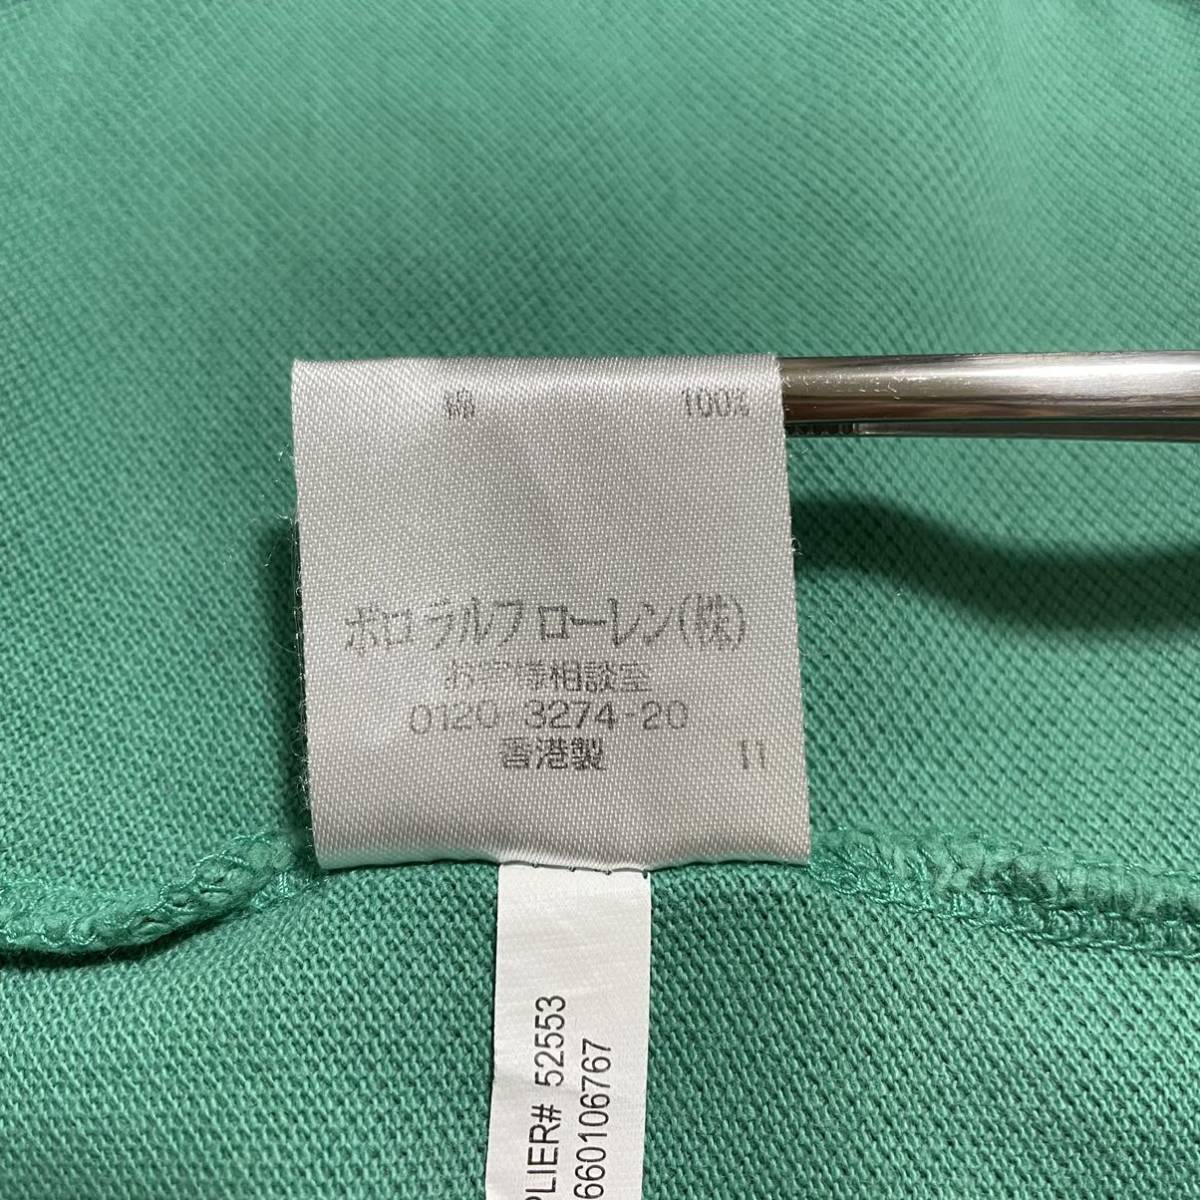 綿 100%
ポロ ラルフ ローレン(株)
お客様相談室
0120 3274-20
香港製 11
PLIER# 52553
660106767